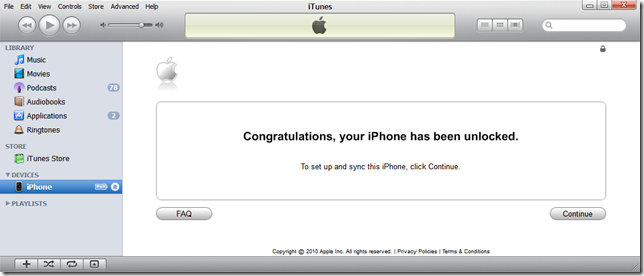 iTunes
File Edit View Controls Store Advanced Help
LIBRARY
Music
Movies
Podcasts 78
Audiobooks
Applications 2
Ringtones
STORE
iTunes Store
DEVICES
iPhone
PLAYLISTS
Congratulations, your iPhone has been unlocked.
To set up and sync this iPhone, click Continue.
FAQ
Continue
Copyright © 2010 Apple Inc. All rights reserved. | Privacy Policies | Terms & Conditions